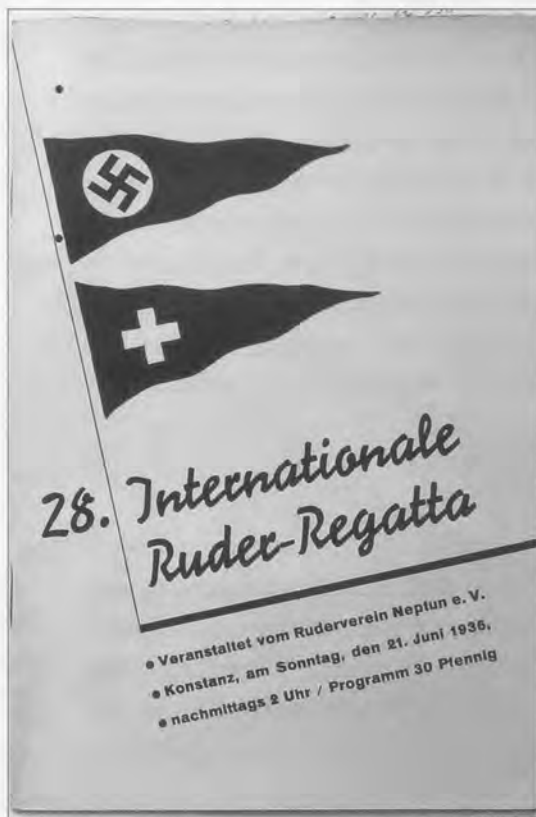 28. Internationale
Ruder-Regatta
• Veranstaltet vom Ruderverein Neptun e. V.
• Konstanz, am Sonntag, den 21. Juni 1936,
• nachmittags 2 Uhr / Programm 30 Pfennig